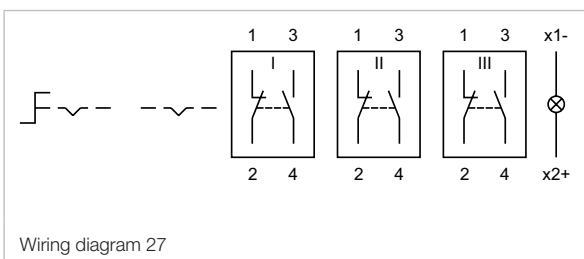 1 3 1 3 1 3 x1-
I II III
2 4 2 4 2 4 x2+
Wiring diagram 27